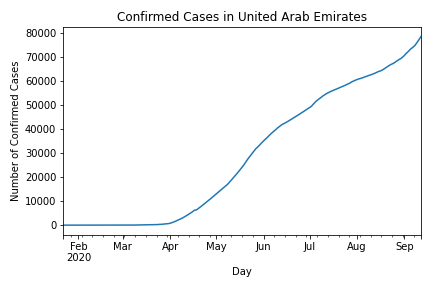 Confirmed Cases in United Arab Emirates
80000
70000
60000
50000
40000
30000
20000
10000
0
Number of Confirmed Cases
Feb Mar Apr May Jun Jul Aug Sep
2020
Day